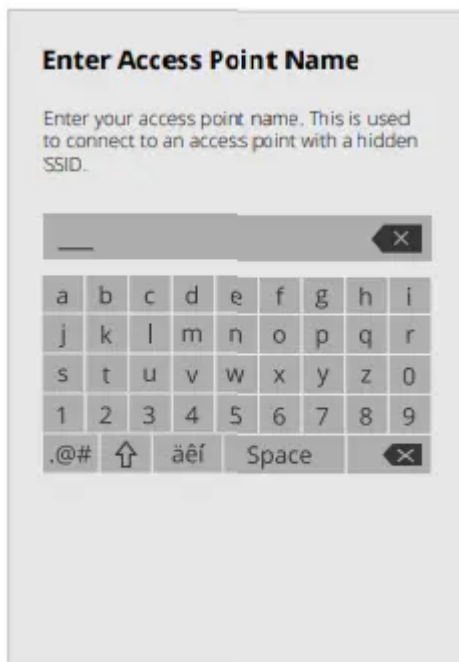 Enter Access Point Name
Enter your access point name. This is used
to connect to an access point with a hidden
SSID.
a b c d e f g h i
j k l m n o p q r
s t u v w x y z 0
1 2 3 4 5 6 7 8 9
.@# äêí Space